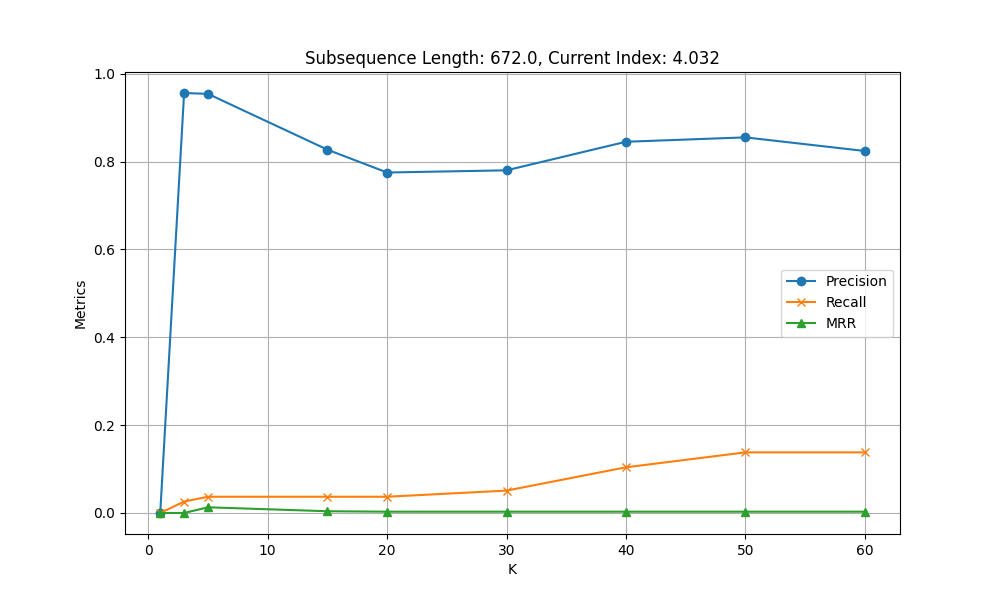 Subsequence Length: 672.0, Current Index: 4.032
1.0
0.8
0.6
0.4
0.2
0.0
Metrics
Precision
Recall
MRR
0 10 20 30 40 50 60
K